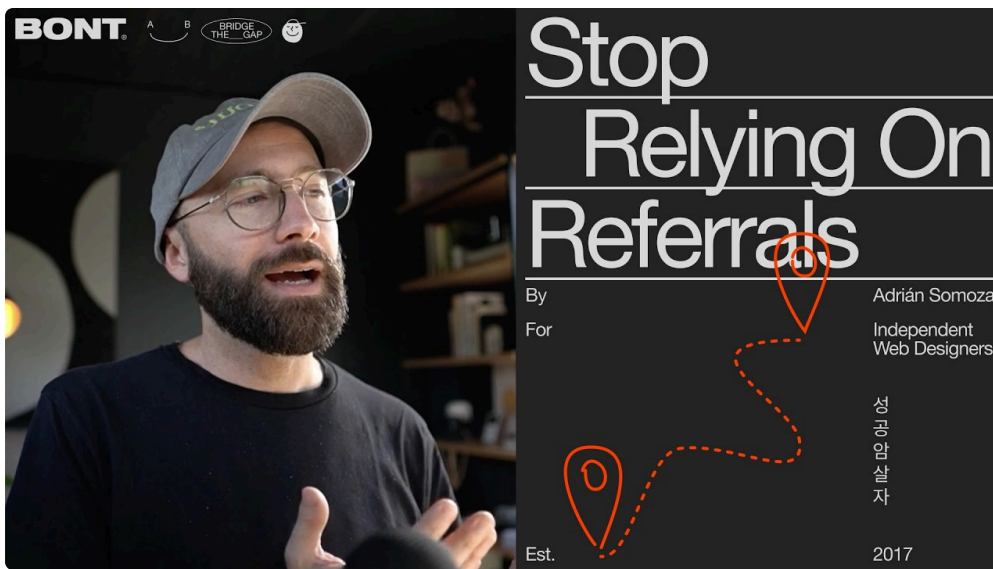 BONT®
A B
BRIDGE
THE GAP
Stop
Relying On
Referrals
By
Adrián Somoza
For
Independent
Web Designers
성
공
암
살
자
Est.
2017